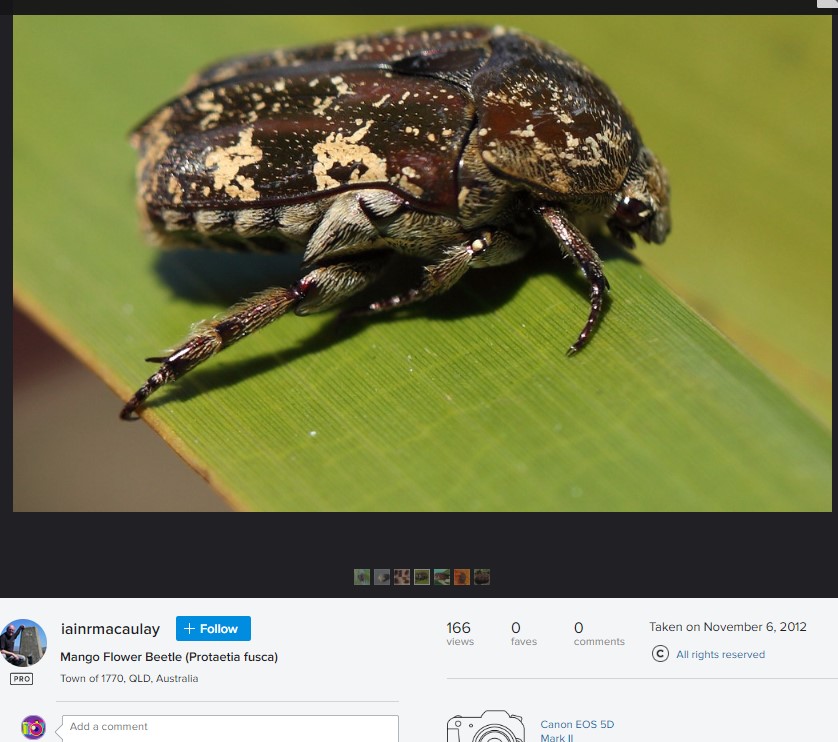 iainrmacaulay
+ Follow
Mango Flower Beetle (Protaetia fusca)
PRO
Town of 1770, QLD, Australia
Add a comment
166
views
0
faves
0
comments
Taken on November 6, 2012
C All rights reserved
Canon EOS 5D
Mark II